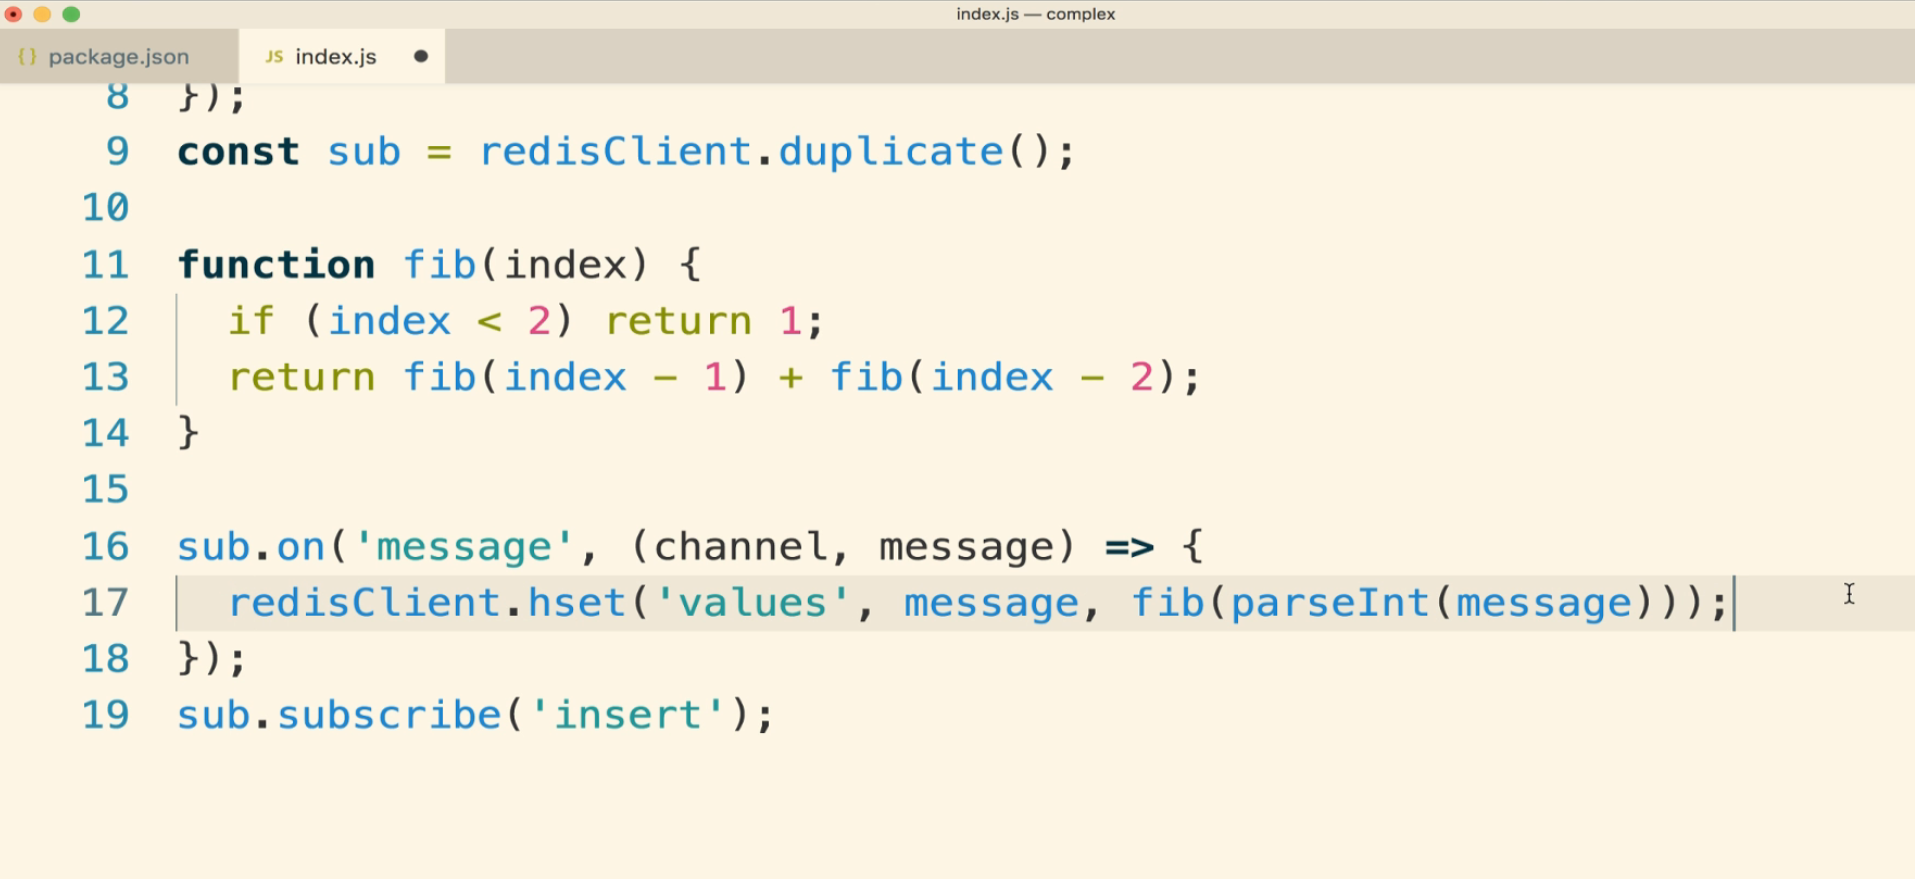 index.js — complex
{} package.json JS index.js
8 });
9 const sub = redisClient.duplicate();
10
11 function fib(index) {
12 if (index < 2) return 1;
13 return fib(index - 1) + fib(index - 2);
14 }
15
16 sub.on('message', (channel, message) => {
17 redisClient.hset('values', message, fib(parseInt(message)));
18 });
19 sub.subscribe('insert');